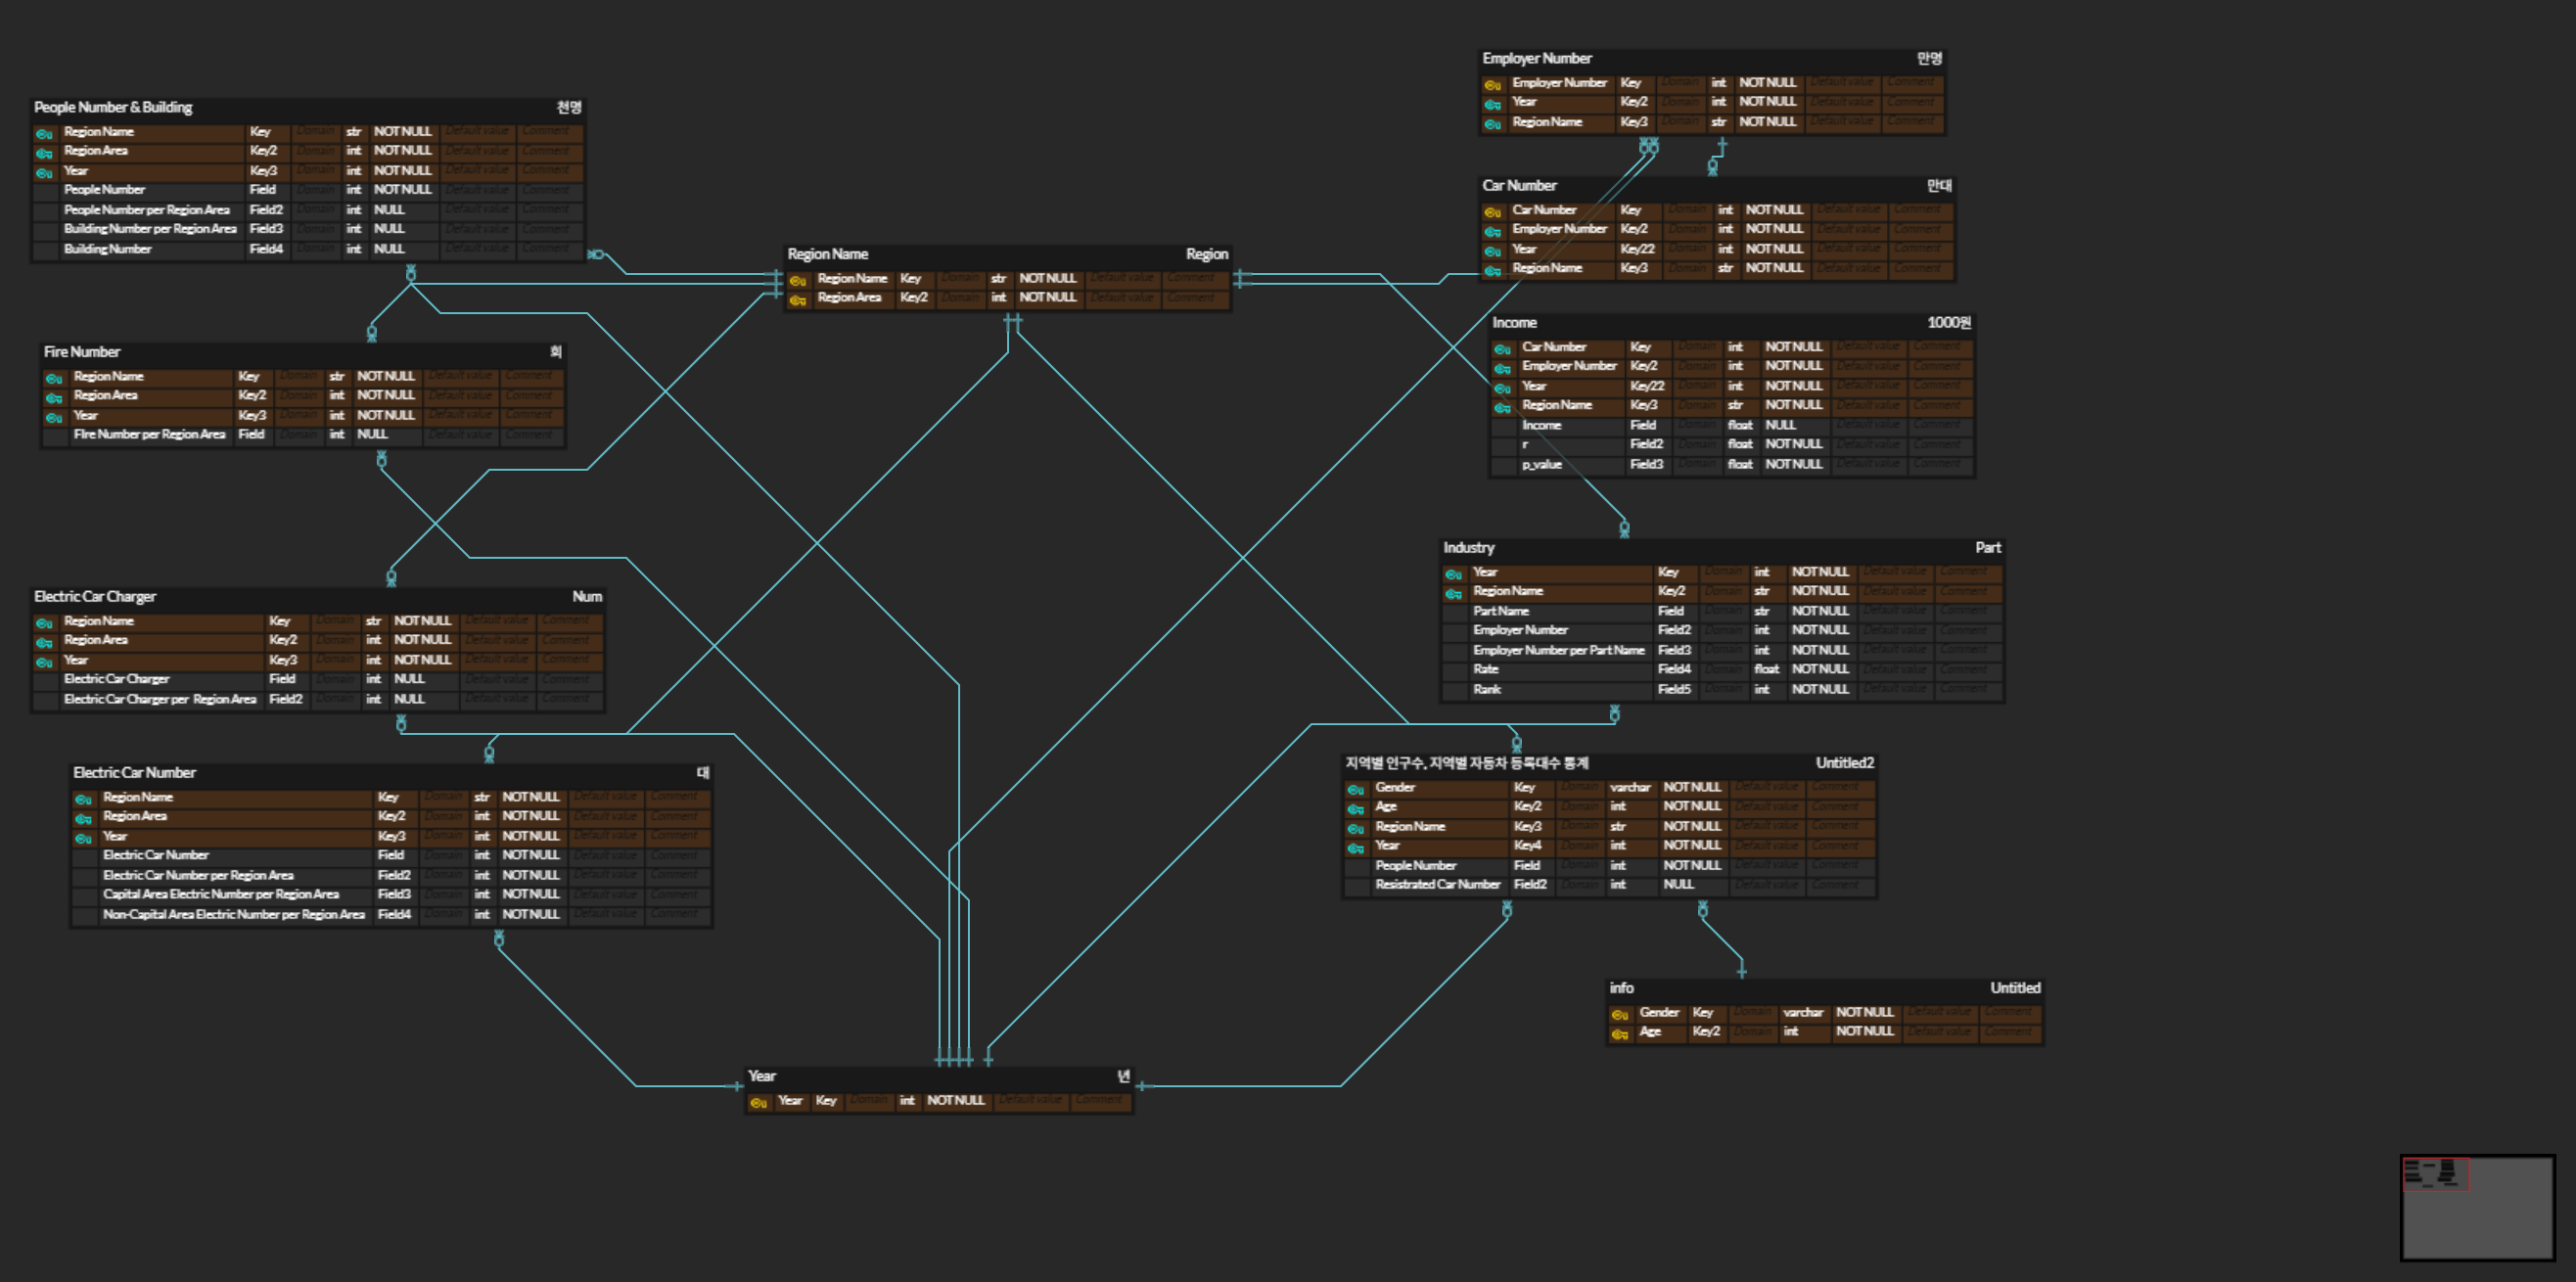 People Number & Building 천명
Region Name Key Domain str NOT NULL Default value Comment
Region Area Key2 Domain int NOT NULL Default value Comment
Year Key3 Domain int NOT NULL Default value Comment
People Number Field Domain int NOT NULL Default value Comment
People Number per Region Area Field2 Domain int NULL Default value Comment
Building Number per Region Area Field3 Domain int NULL Default value Comment
Building Number Field4 Domain int NULL Default value Comment
Fire Number 회
Region Name Key Domain str NOT NULL Default value Comment
Region Area Key2 Domain int NOT NULL Default value Comment
Year Key3 Domain int NOT NULL Default value Comment
FIre Number per Region Area Field Domain int NULL Default value Comment
Electric Car Charger Num
Region Name Key Domain str NOT NULL Default value Comment
Region Area Key2 Domain int NOT NULL Default value Comment
Year Key3 Domain int NOT NULL Default value Comment
Electric Car Charger Field Domain int NULL Default value Comment
Electric Car Charger per Region Area Field2 Domain int NULL Default value Comment
Electric Car Number 대
Region Name Key Domain str NOT NULL Default value Comment
Region Area Key2 Domain int NOT NULL Default value Comment
Year Key3 Domain int NOT NULL Default value Comment
Electric Car Number Field Domain int NOT NULL Default value Comment
Electric Car Number per Region Area Field2 Domain int NOT NULL Default value Comment
Capital Area Electric Number per Region Area Field3 Domain int NOT NULL Default value Comment
Non-Capital Area Electric Number per Region Area Field4 Domain int NOT NULL Default value Comment
Region Name Region
Region Name Key Domain str NOT NULL Default value Comment
Region Area Key2 Domain int NOT NULL Default value Comment
Year 년
Year Key Domain int NOT NULL Default value Comment
Employer Number 만명
Employer Number Key Domain int NOT NULL Default value Comment
Year Key2 Domain int NOT NULL Default value Comment
Region Name Key3 Domain str NOT NULL Default value Comment
Car Number 만대
Car Number Key Domain int NOT NULL Default value Comment
Employer Number Key2 Domain int NOT NULL Default value Comment
Year Key22 Domain int NOT NULL Default value Comment
Region Name Key3 Domain str NOT NULL Default value Comment
Income 1000원
Car Number Key Domain int NOT NULL Default value Comment
Employer Number Key2 Domain int NOT NULL Default value Comment
Year Key22 Domain int NOT NULL Default value Comment
Region Name Key3 Domain str NOT NULL Default value Comment
Income Field Domain float NULL Default value Comment
r Field2 Domain float NOT NULL Default value Comment
p_value Field3 Domain float NOT NULL Default value Comment
Industry Part
Year Key Domain int NOT NULL Default value Comment
Region Name Key2 Domain str NOT NULL Default value Comment
Part Name Field Domain str NOT NULL Default value Comment
Employer Number Field2 Domain int NOT NULL Default value Comment
Employer Number per Part Name Field3 Domain int NOT NULL Default value Comment
Rate Field4 Domain float NOT NULL Default value Comment
Rank Field5 Domain int NOT NULL Default value Comment
지역별 인구수, 지역별 자동차 등록대수 통계 Untitled2
Gender Key Domain varchar NOT NULL Default value Comment
Age Key2 Domain int NOT NULL Default value Comment
Region Name Key3 Domain str NOT NULL Default value Comment
Year Key4 Domain int NOT NULL Default value Comment
People Number Field Domain int NOT NULL Default value Comment
Resistrated Car Number Field2 Domain int NULL Default value Comment
info Untitled
Gender Key Domain varchar NOT NULL Default value Comment
Age Key2 Domain int NOT NULL Default value Comment